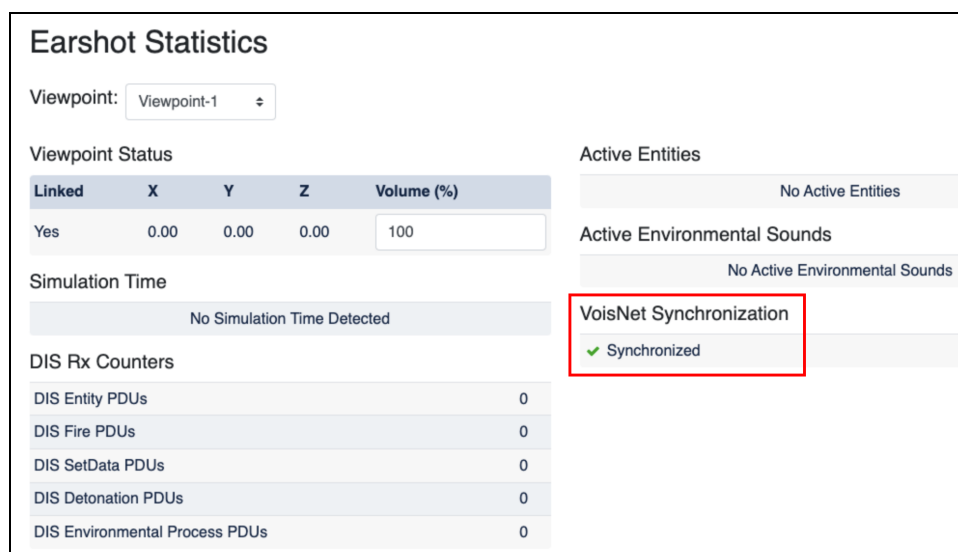 Earshot Statistics
Viewpoint: Viewpoint-1
Viewpoint Status
Linked X Y Z Volume (%)
Yes 0.00 0.00 0.00 100
Simulation Time
No Simulation Time Detected
DIS Rx Counters
DIS Entity PDUs 0
DIS Fire PDUs 0
DIS SetData PDUs 0
DIS Detonation PDUs 0
DIS Environmental Process PDUs 0
Active Entities
No Active Entities
Active Environmental Sounds
No Active Environmental Sounds
VoisNet Synchronization
✓ Synchronized